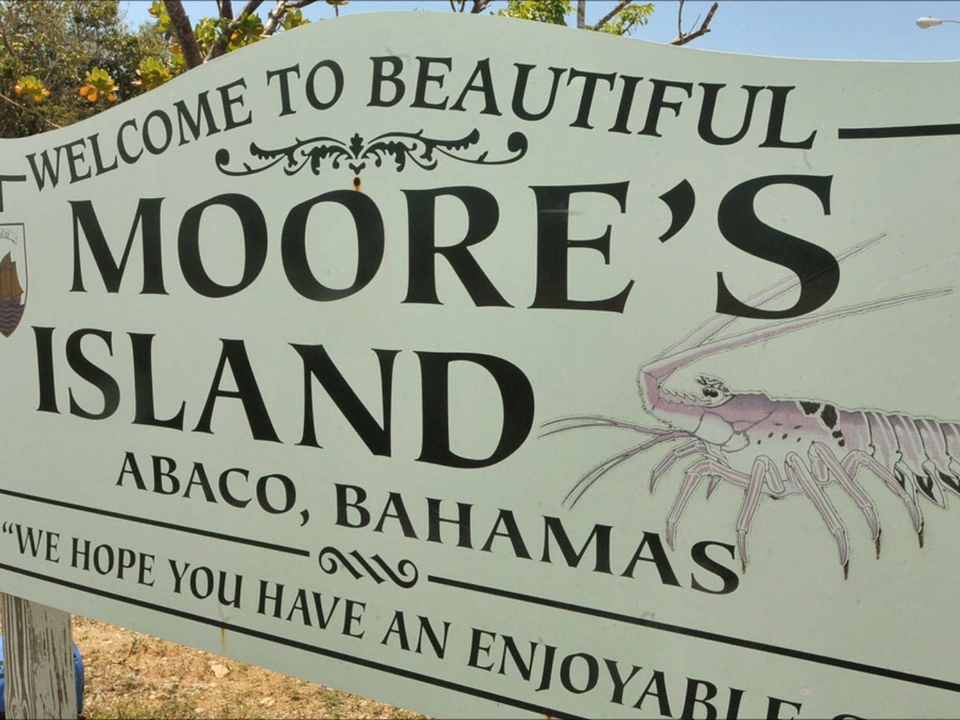 WELCOME TO BEAUTIFUL
MOORE'S
ISLAND
ABACO, BAHAMAS
"WE HOPE YOU HAVE AN ENJOYABLE